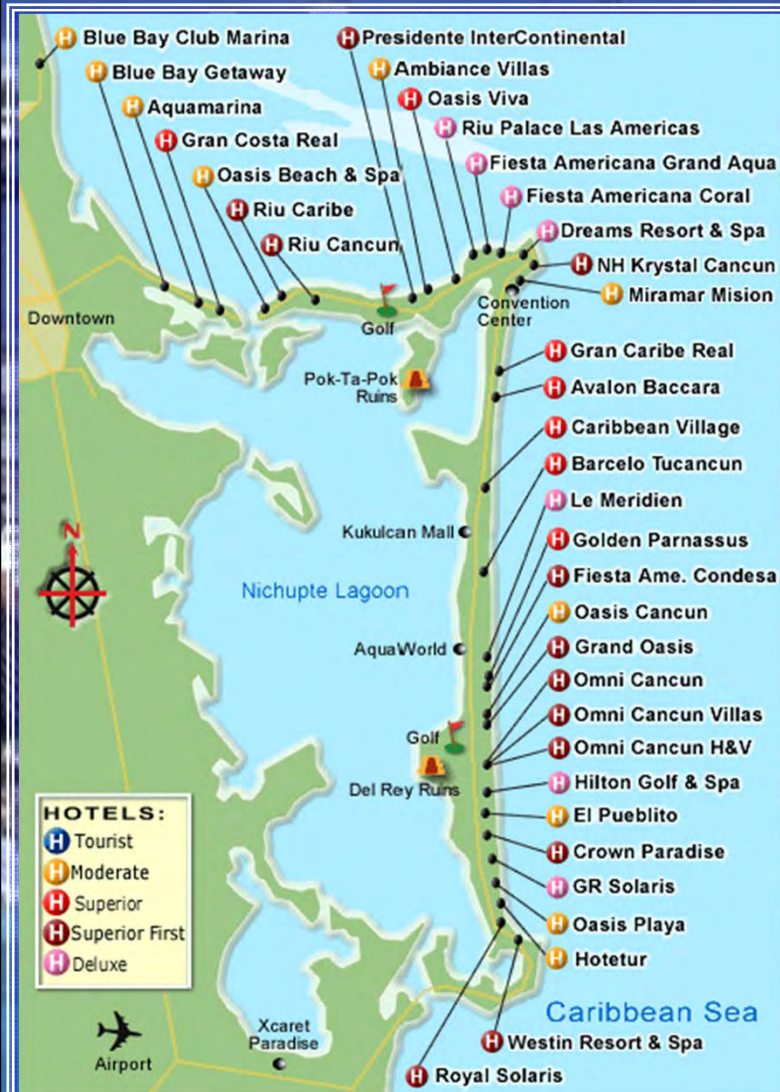 H Blue Bay Club Marina
H Blue Bay Getaway
H Aquamarina
H Gran Costa Real
H Oasis Beach & Spa
H Riu Caribe
H Riu Cancun
H Presidente InterContinental
H Ambiance Villas
H Oasis Viva
H Riu Palace Las Americas
H Fiesta Americana Grand Aqua
H Fiesta Americana Coral
H Dreams Resort & Spa
H NH Krystal Cancun
H Miramar Mision
Downtown
Golf
Convention
Center
Pok-Ta-Pok
Ruins
H Gran Caribe Real
H Avalon Baccara
H Caribbean Village
H Barcelo Tucancun
H Le Meridien
H Golden Parnassus
H Fiesta Ame. Condesa
H Oasis Cancun
H Grand Oasis
H Omni Cancun
H Omni Cancun Villas
H Omni Cancun H&V
H Hilton Golf & Spa
H El Pueblito
H Crown Paradise
H GR Solaris
H Oasis Playa
H Hotetur
Kukulcan Mall
N
Nichupte Lagoon
AquaWorld
Golf
Del Rey Ruins
HOTELS:
H Tourist
H Moderate
H Superior
H Superior First
H Deluxe
Caribbean Sea
Airport
Xcaret
Paradise
H Westin Resort & Spa
H Royal Solaris